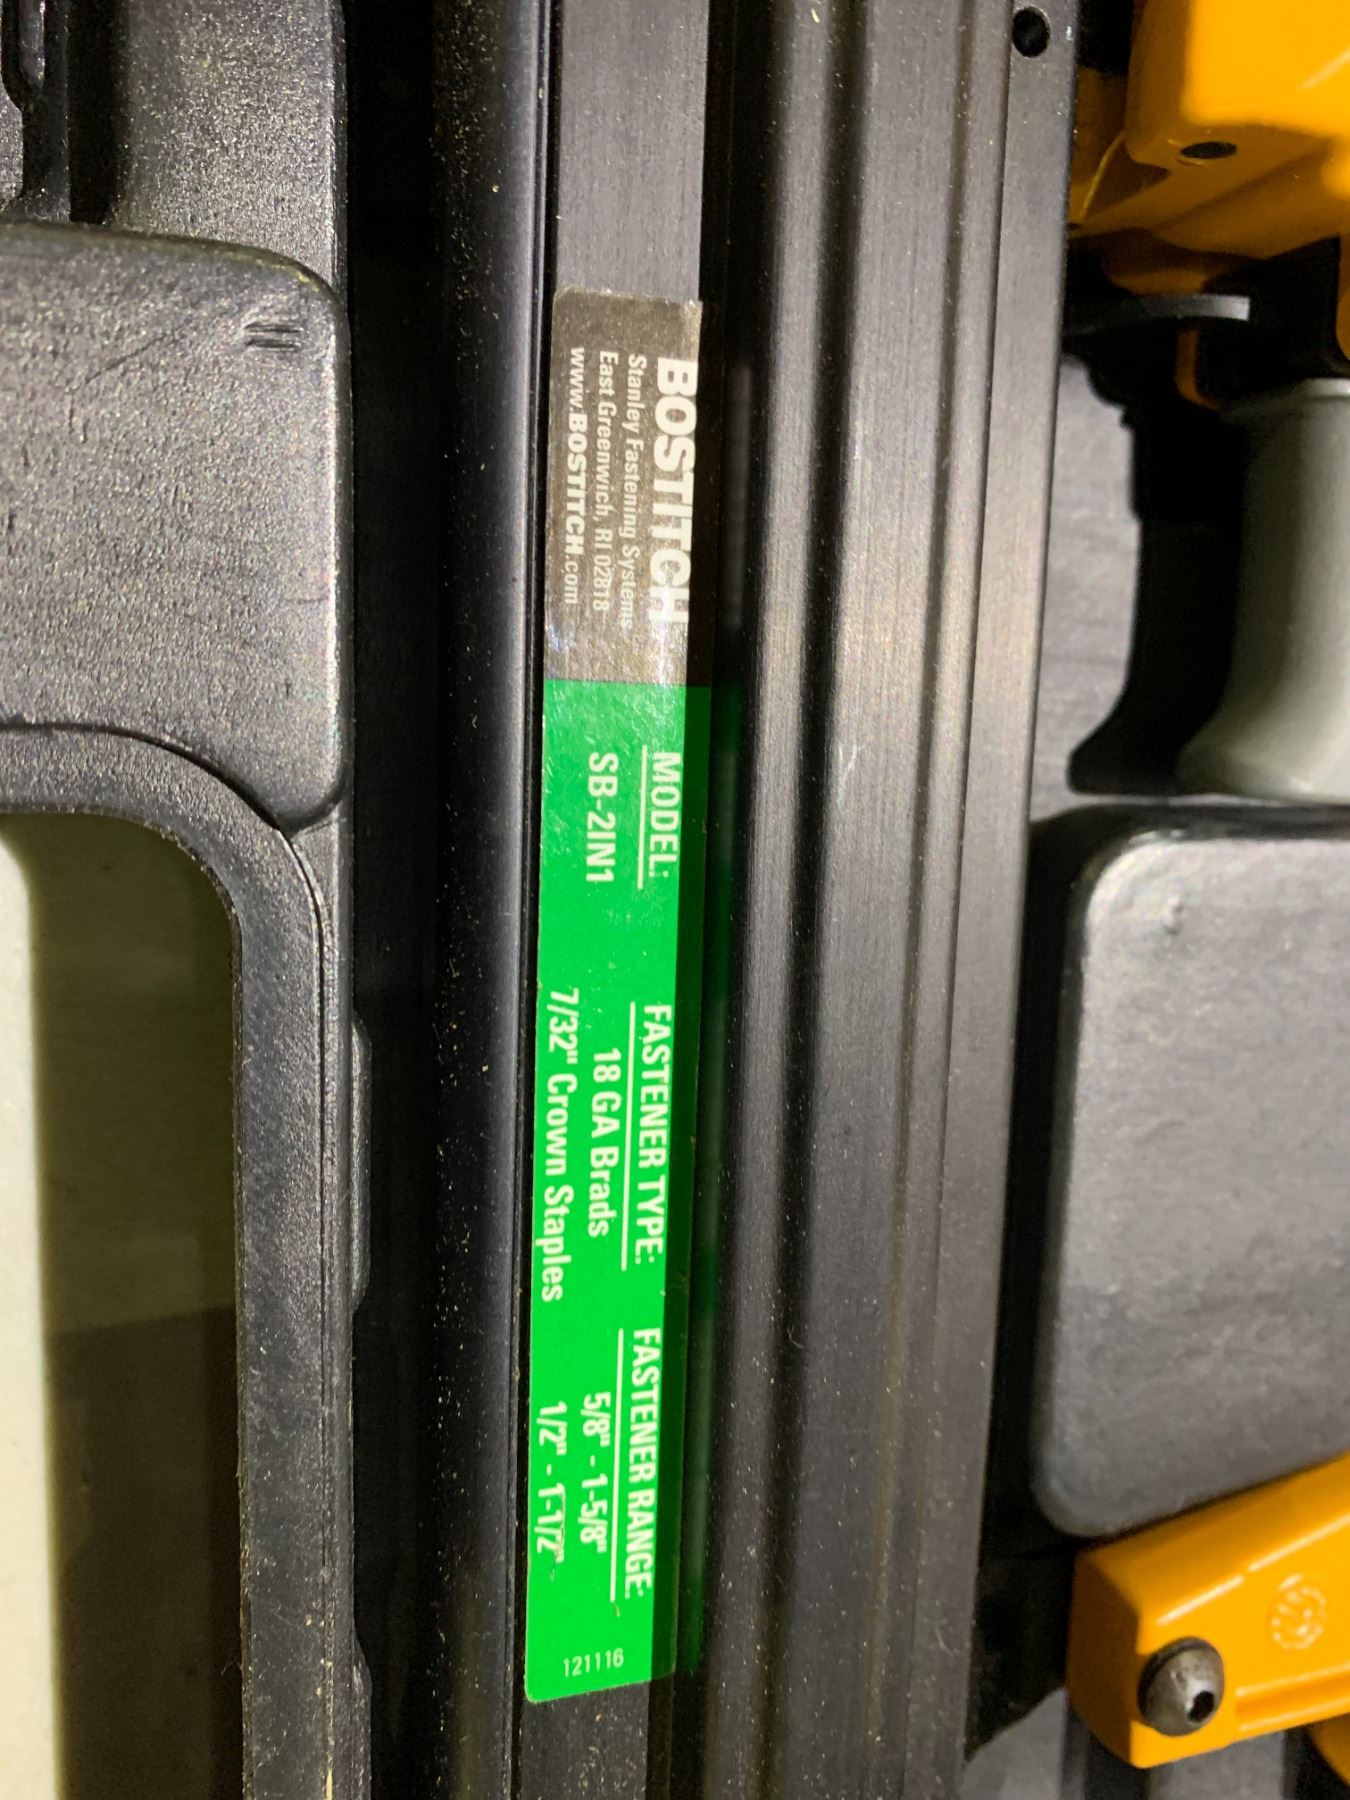 BOSTITCH
Stanley Fastening Systems
East Greenwich, RI 02818
www.BOSTITCH.com
MODEL:
SB-2IN1
FASTENER TYPE:
18 GA Brads
7/32" Crown Staples
FASTENER RANGE:
5/8" - 1-5/8"
1/2" - 1-1/2"
121116